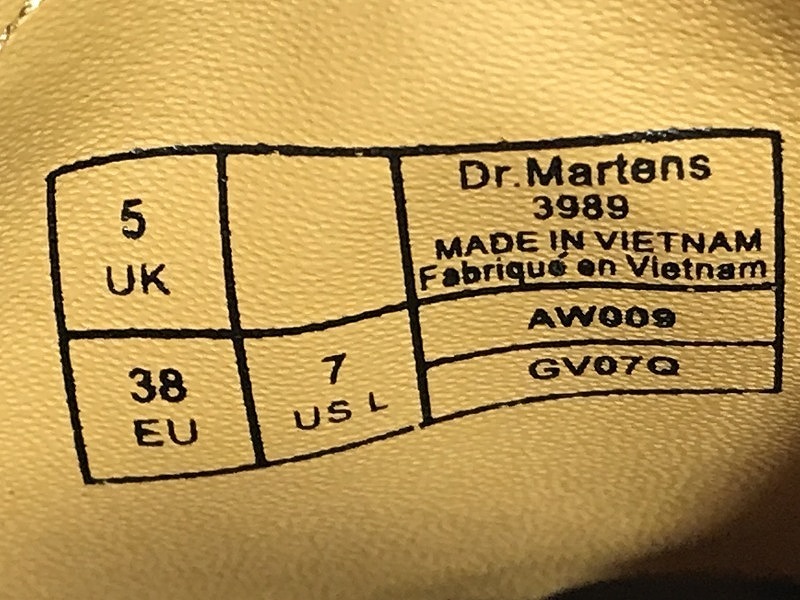 5
UK
38
EU
7
US L
Dr.Martens
3989
MADE IN VIETNAM
Fabriqué en Vietnam
AW009
GV07Q